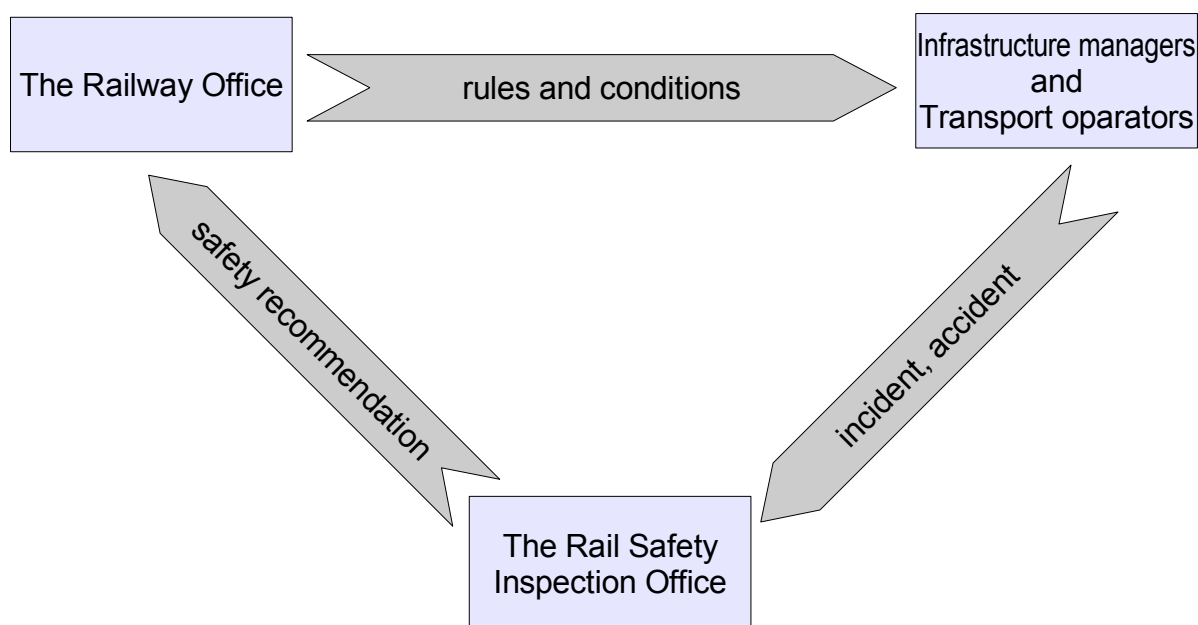 The Railway Office
rules and conditions
Infrastructure managers
and
Transport oparators
safety recommendation
incident, accident
The Rail Safety
Inspection Office